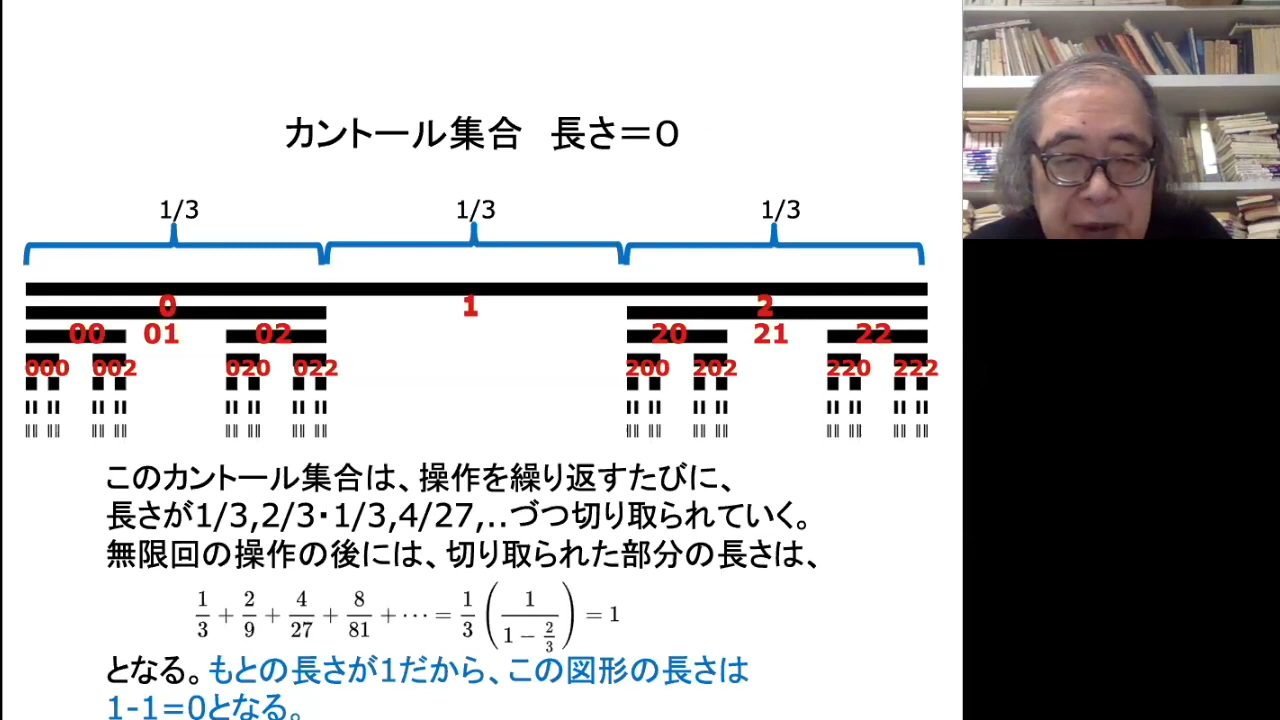 カントール集合　長さ＝０
1/3 1/3 1/3
0 1 2
00 01 02 20 21 22
000 002 020 022 200 202 220 222
このカントール集合は、操作を繰り返すたびに、
長さが1/3,2/3・1/3,4/27,..づつ切り取られていく。
無限回の操作の後には、切り取られた部分の長さは、
1/3 + 2/9 + 4/27 + 8/81 + ⋯ = 1/3 (1/(1 − 2/3)) = 1
となる。もとの長さが1だから、この図形の長さは
1-1=0となる。